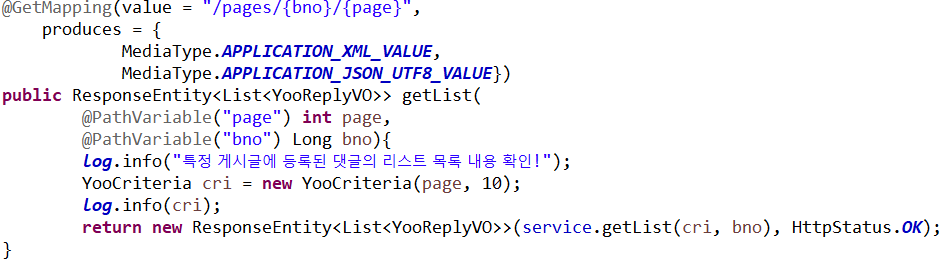 @GetMapping(value = "/pages/{bno}/{page}",
    produces = {
            MediaType.APPLICATION_XML_VALUE,
            MediaType.APPLICATION_JSON_UTF8_VALUE})
public ResponseEntity<List<YooReplyVO>> getList(
        @PathVariable("page") int page,
        @PathVariable("bno") Long bno){
        log.info("특정 게시글에 등록된 댓글의 리스트 목록 내용 확인!");
        YooCriteria cri = new YooCriteria(page, 10);
        log.info(cri);
        return new ResponseEntity<List<YooReplyVO>>(service.getList(cri, bno), HttpStatus.OK);
}